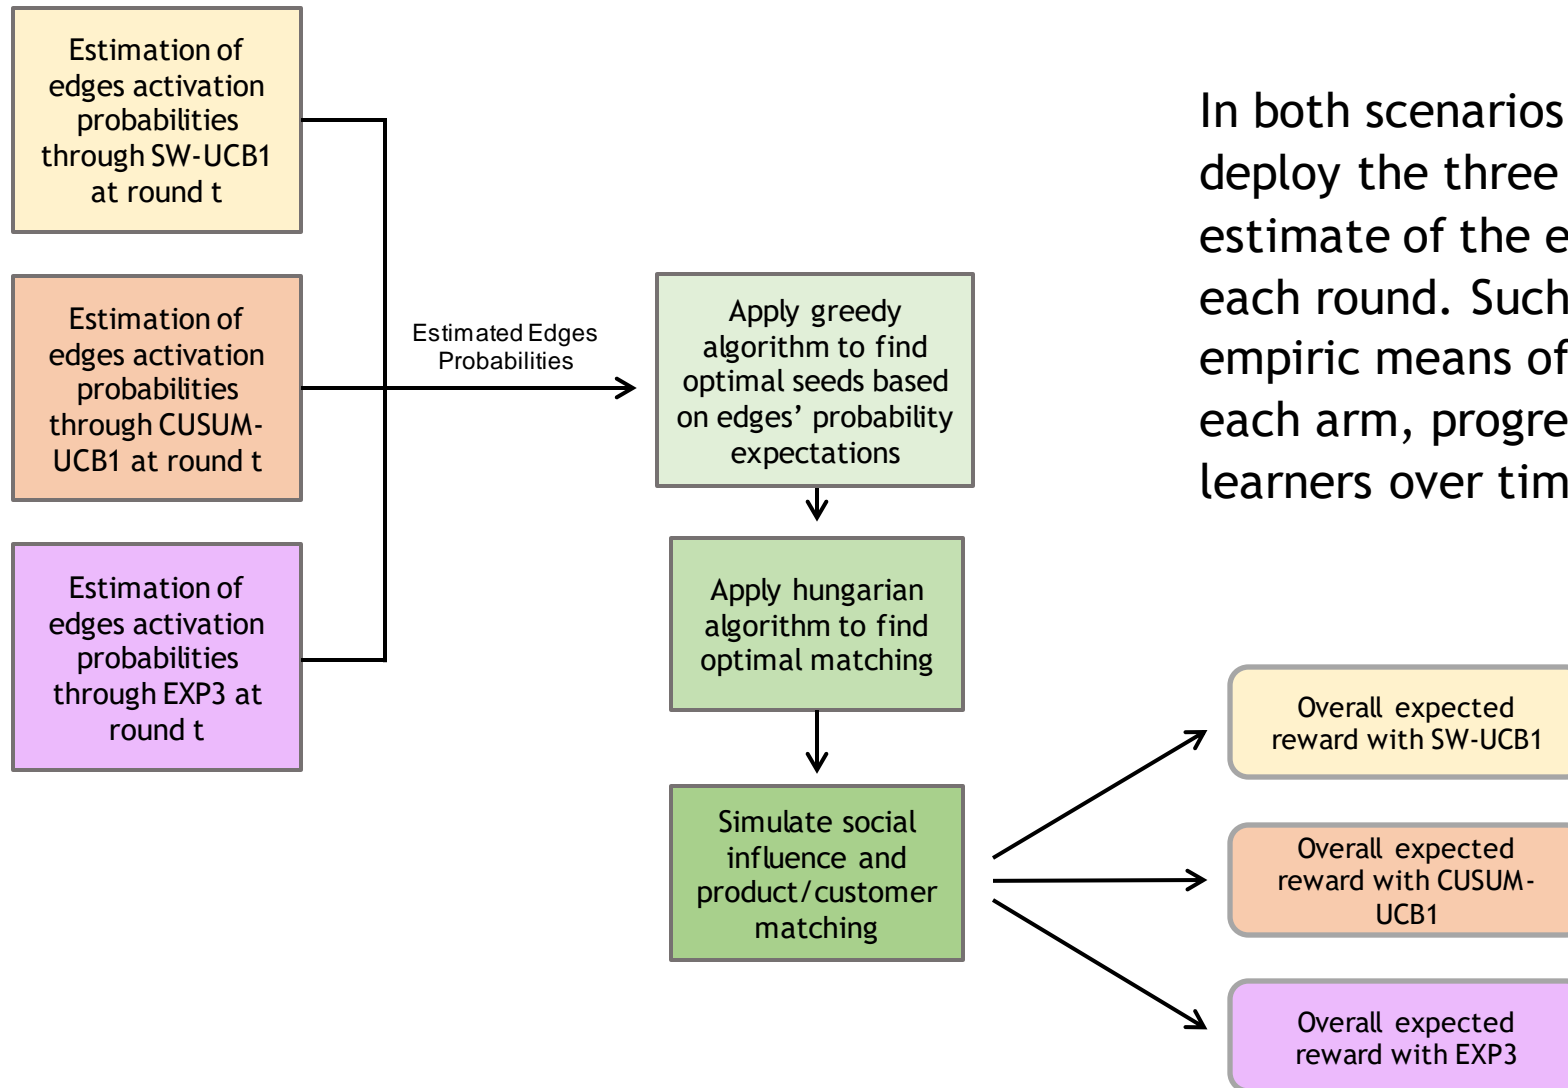 Estimation of
edges activation
probabilities
through SW-UCB1
at round t
Estimation of
edges activation
probabilities
through CUSUM-
UCB1 at round t
Estimation of
edges activation
probabilities
through EXP3 at
round t
Estimated Edges
Probabilities
Apply greedy
algorithm to find
optimal seeds based
on edges’ probability
expectations
Apply hungarian
algorithm to find
optimal matching
Simulate social
influence and
product/customer
matching
In both scenarios
deploy the three
estimate of the
each round. Such
empiric means of
each arm,
learners over
Overall expected
reward with SW-UCB1
Overall expected
reward with CUSUM-
UCB1
Overall expected
reward with EXP3